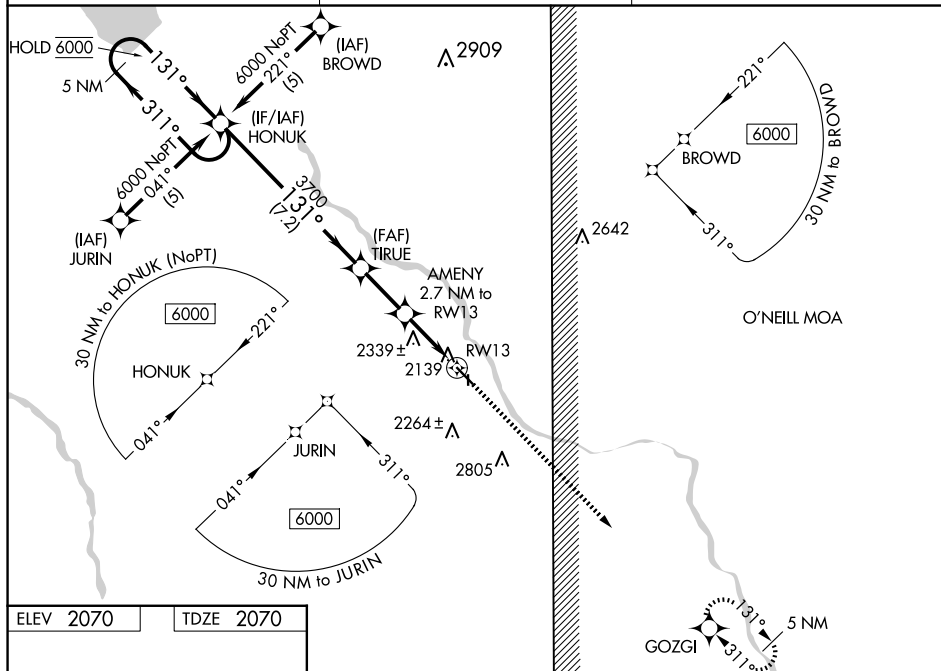 HOLD 6000
5 NM
131°
311°
6000 NoPT
221°
(5)
(IAF)
BROWD
2909
(IF/IAF)
HONUK
6000 NoPT
041°
(5)
(IAF)
JURIN
3700
131°
(7.2)
(FAF)
TIRUE
AMENY
2.7 NM to
RW13
2339 ±
2139
RW13
2264 ±
2805
2642
221°
6000
BROWD
311°
30 NM to BROWD
O'NEILL MOA
30 NM to HONUK (NoPT)
6000
221°
HONUK
041°
JURIN
041°
311°
6000
30 NM to JURIN
ELEV 2070
TDZE 2070
GOZGI
131°
311°
5 NM